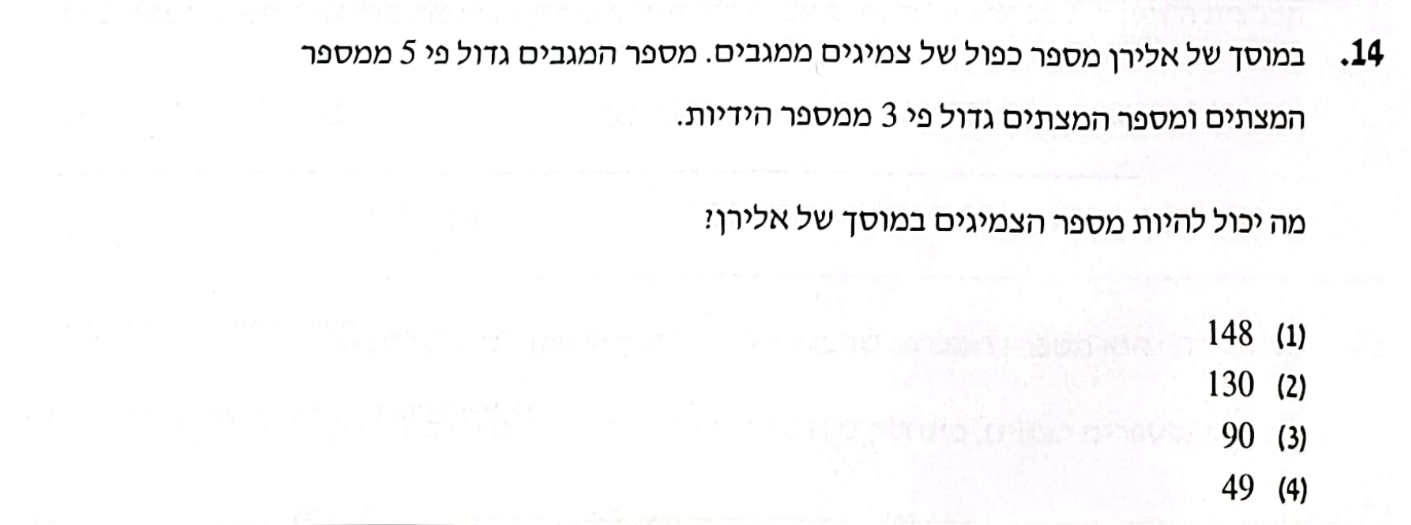 14. במוסך של אלירן מספר כפול של צמיגים ממגבים. מספר המגבים גדול פי 5 ממספר
המצתים ומספר המצתים גדול פי 3 ממספר הידיות.
מה יכול להיות מספר הצמיגים במוסך של אלירן?
(1) 148
(2) 130
(3) 90
(4) 49